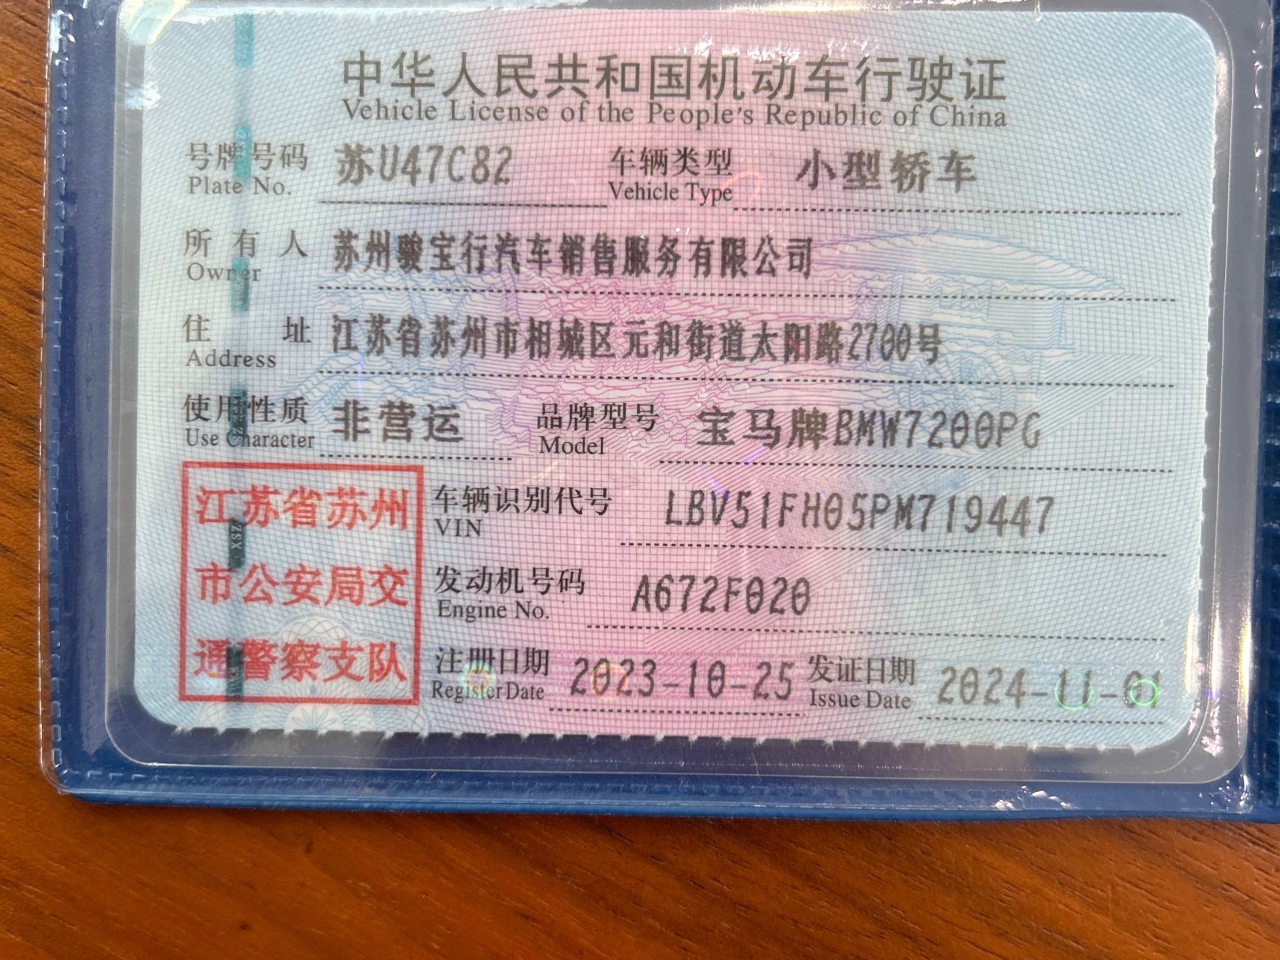 中华人民共和国机动车行驶证
Vehicle License of the People's Republic of China
号牌号码 苏U47C82 车辆类型 小型轿车
Plate No. Vehicle Type
所有人 苏州骏宝行汽车销售服务有限公司
Owner
住址 江苏省苏州市相城区元和街道太阳路2700号
Address
使用性质 非营运 品牌型号 宝马牌BMW7200PG
Use Character Model
江苏省苏州
市公安局交
通警察支队
车辆识别代号 LBV51FH05PM719447
VIN
发动机号码 A672F020
Engine No.
注册日期 2023-10-25 发证日期 2024-11-01
Register Date Issue Date